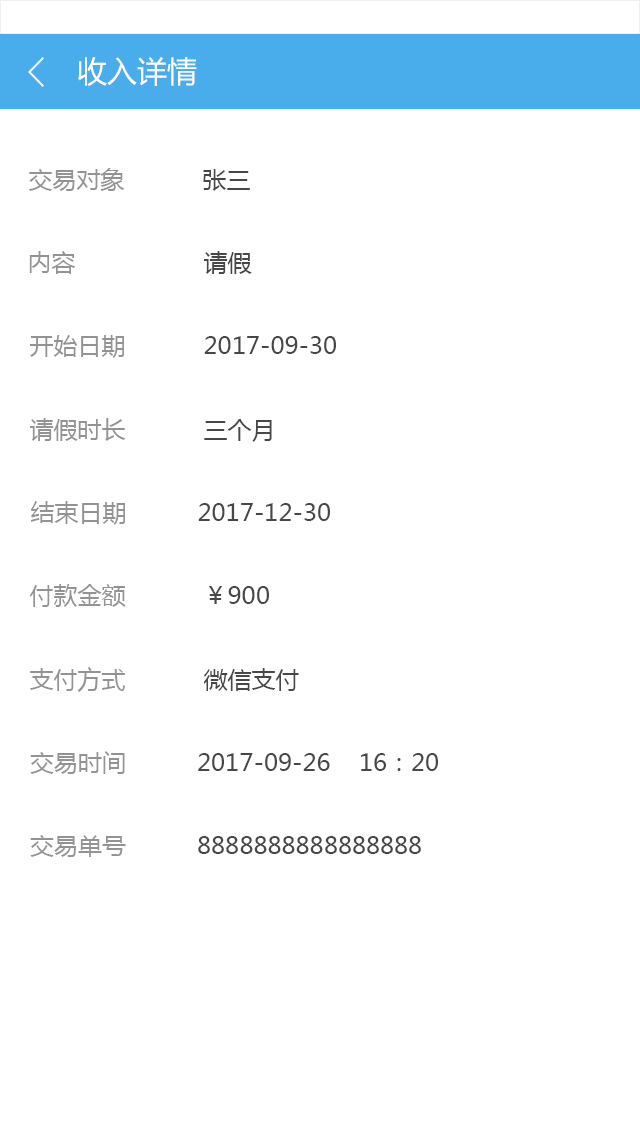 收入详情
交易对象 张三
内容 请假
开始日期 2017-09-30
请假时长 三个月
结束日期 2017-12-30
付款金额 ￥900
支付方式 微信支付
交易时间 2017-09-26 16：20
交易单号 8888888888888888